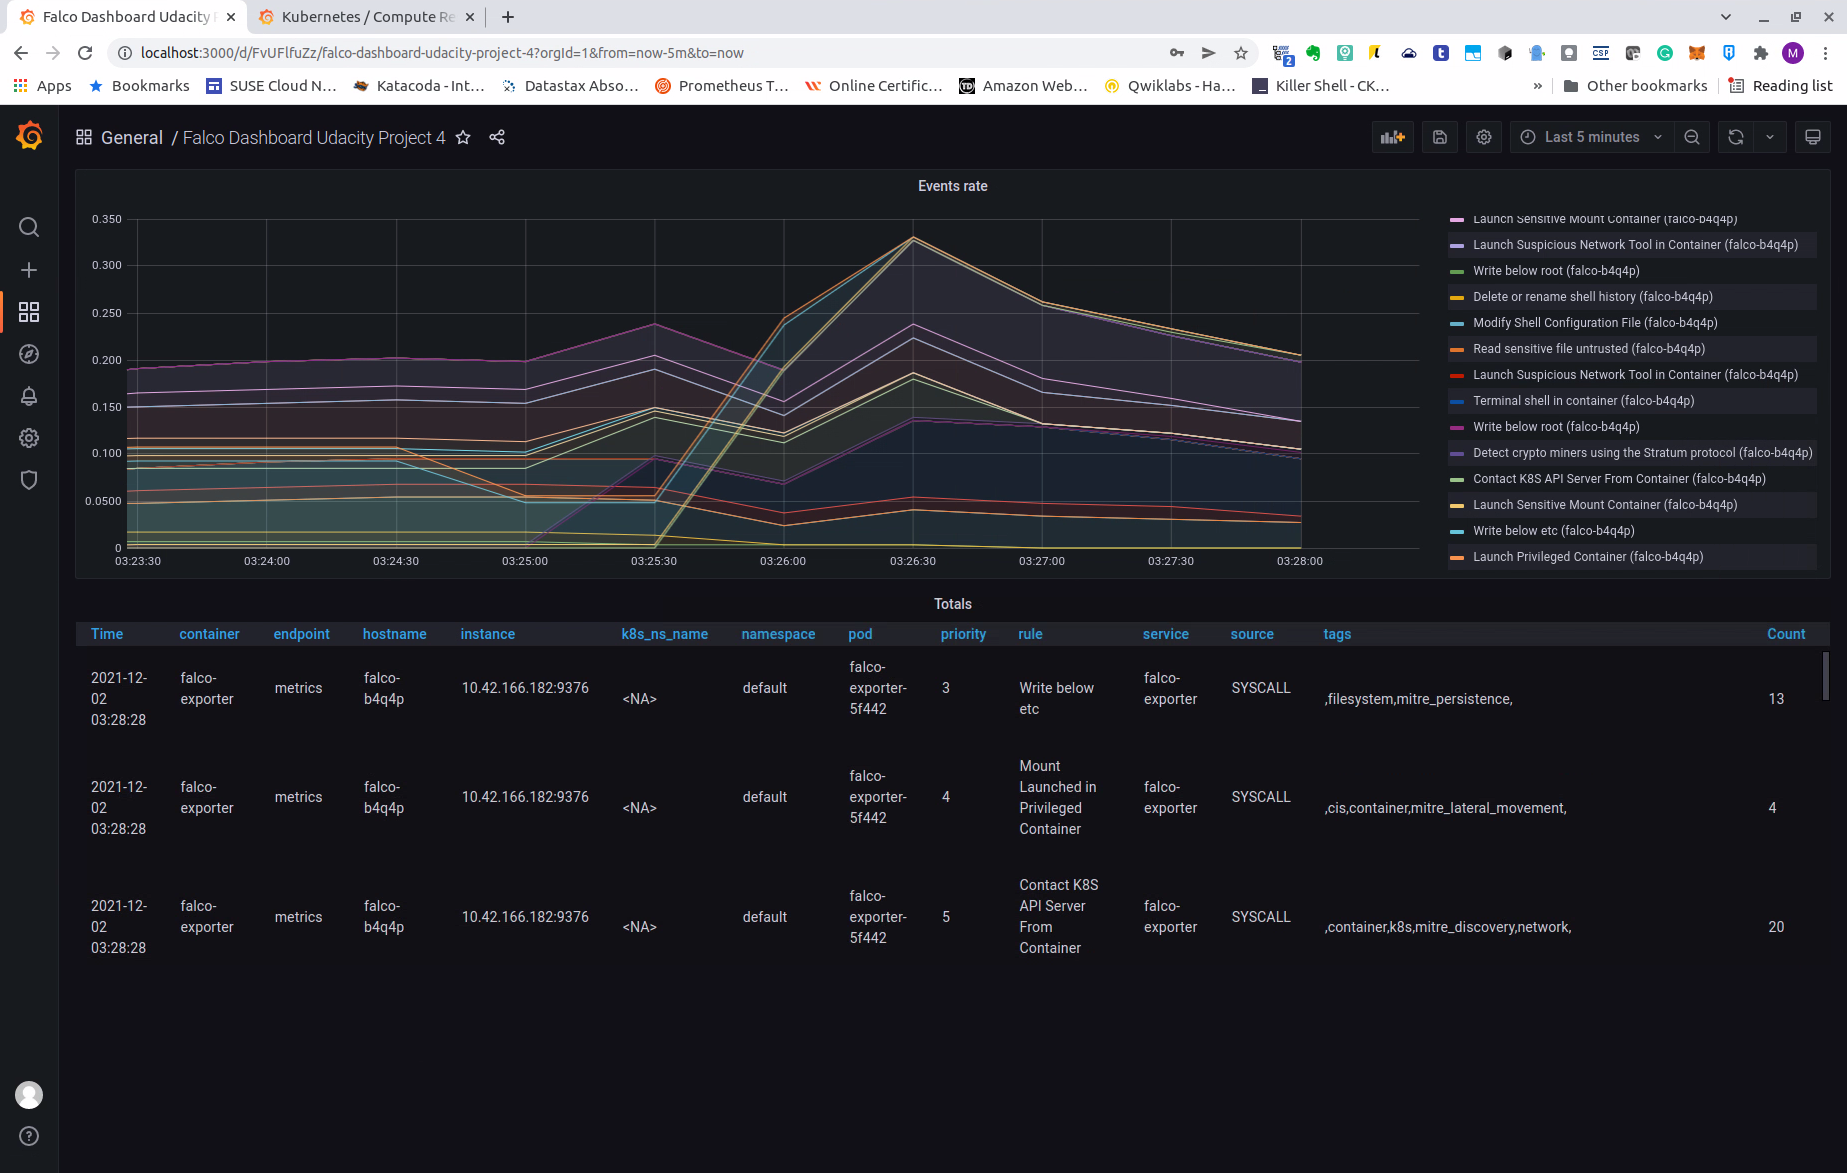 Falco Dashboard Udacity P
Kubernetes / Compute Re
localhost:3000/d/FvUFlfuZz/falco-dashboard-udacity-project-4?orgId=1&from=now-5m&to=now
2
CSP
M
Apps
Bookmarks
SUSE Cloud N...
Katacoda - Int...
Datastax Abso...
Prometheus T...
Online Certific...
TD
Amazon Web...
Qwiklabs - Ha...
Killer Shell - CK...
»
Other bookmarks
Reading list
General / Falco Dashboard Udacity Project 4
Last 5 minutes
Events rate
0.350
0.300
0.250
0.200
0.150
0.100
0.0500
0
03:23:30
03:24:00
03:24:30
03:25:00
03:25:30
03:26:00
03:26:30
03:27:00
03:27:30
03:28:00
Launch Sensitive Mount Container (falco-b4q4p)
Launch Suspicious Network Tool in Container (falco-b4q4p)
Write below root (falco-b4q4p)
Delete or rename shell history (falco-b4q4p)
Modify Shell Configuration File (falco-b4q4p)
Read sensitive file untrusted (falco-b4q4p)
Launch Suspicious Network Tool in Container (falco-b4q4p)
Terminal shell in container (falco-b4q4p)
Write below root (falco-b4q4p)
Detect crypto miners using the Stratum protocol (falco-b4q4p)
Contact K8S API Server From Container (falco-b4q4p)
Launch Sensitive Mount Container (falco-b4q4p)
Write below etc (falco-b4q4p)
Launch Privileged Container (falco-b4q4p)
Totals
Time container endpoint hostname instance k8s_ns_name namespace pod priority rule service source tags Count
2021-12-
02
03:28:28
falco-
exporter
metrics
falco-
b4q4p
10.42.166.182:9376
<NA>
default
falco-
exporter-
5f442
3
Write below
etc
falco-
exporter
SYSCALL
,filesystem,mitre_persistence,
13
2021-12-
02
03:28:28
falco-
exporter
metrics
falco-
b4q4p
10.42.166.182:9376
<NA>
default
falco-
exporter-
5f442
4
Mount
Launched in
Privileged
Container
falco-
exporter
SYSCALL
,cis,container,mitre_lateral_movement,
4
2021-12-
02
03:28:28
falco-
exporter
metrics
falco-
b4q4p
10.42.166.182:9376
<NA>
default
falco-
exporter-
5f442
5
Contact K8S
API Server
From
Container
falco-
exporter
SYSCALL
,container,k8s,mitre_discovery,network,
20